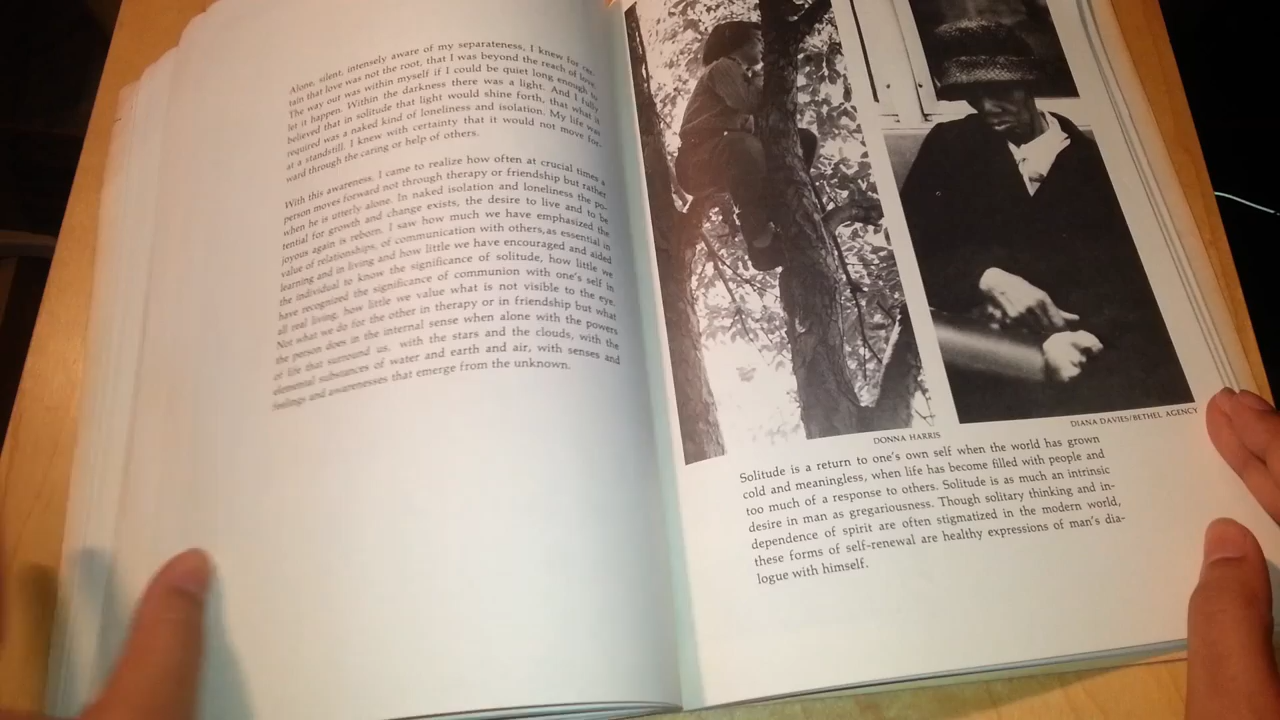 Alone, silent, intensely aware of my separateness, I knew for cer-
tain that love was not the root, that I was beyond the reach of love.
The way out was within myself if I could be quiet long enough to
let it happen. Within the darkness there was a light. And I fully
believed that in solitude that light would shine forth, that what it
required was a naked kind of loneliness and isolation. My life was
at a standstill. I knew with certainty that it would not move for-
ward through the caring or help of others.
With this awareness, I came to realize how often at crucial times a
person moves forward not through therapy or friendship but rather
when he is utterly alone. In naked isolation and loneliness the po-
tential for growth and change exists, the desire to live and to be
joyous again is reborn. I saw how much we have emphasized the
value of relationships, of communication with others, as essential in
learning and in living and how little we have encouraged and aided
the individual to know the significance of solitude, how little we
have recognized the significance of communion with one's self in
all real living, how little we value what is not visible to the eye.
Not what we do for the other in therapy or in friendship but what
the person does in the internal sense when alone with the powers
of life that surround us, with the stars and the clouds, with the
elemental substances of water and earth and air, with senses and
feelings and awarenesses that emerge from the unknown.
DONNA HARRIS
DIANA DAVIES/BETHEL AGENCY
Solitude is a return to one's own self when the world has grown
cold and meaningless, when life has become filled with people and
too much of a response to others. Solitude is as much an intrinsic
desire in man as gregariousness. Though solitary thinking and in-
dependence of spirit are often stigmatized in the modern world,
these forms of self-renewal are healthy expressions of man's dia-
logue with himself.